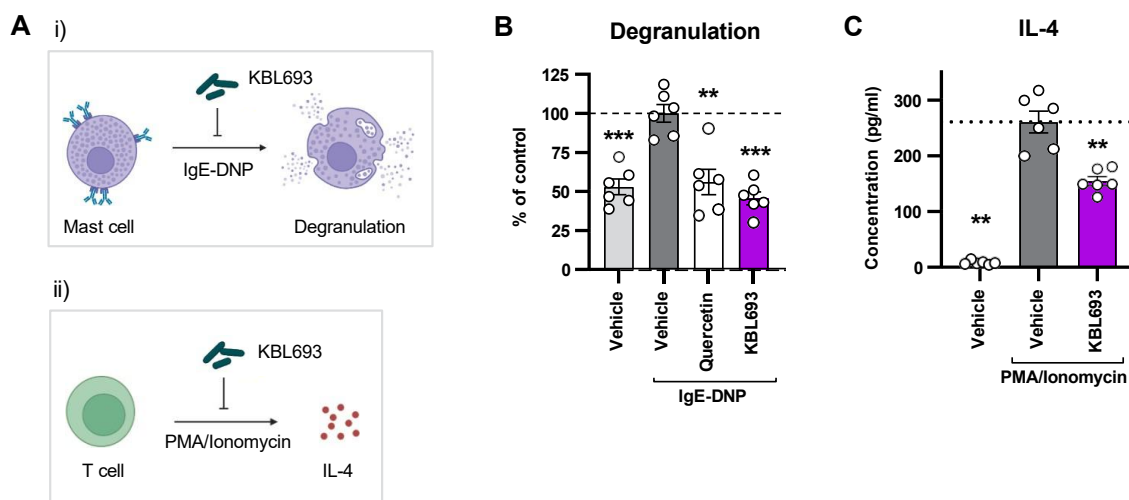 A
i)
KBL693
IgE-DNP
Mast cell
Degranulation
ii)
KBL693
PMA/Ionomycin
T cell
IL-4
B
Degranulation
% of control
125
100
75
50
25
0
***
**
***
Vehicle
Vehicle
Quercetin
KBL693
IgE-DNP
C
IL-4
Concentration (pg/ml)
300
200
100
0
**
**
Vehicle
Vehicle
KBL693
PMA/Ionomycin